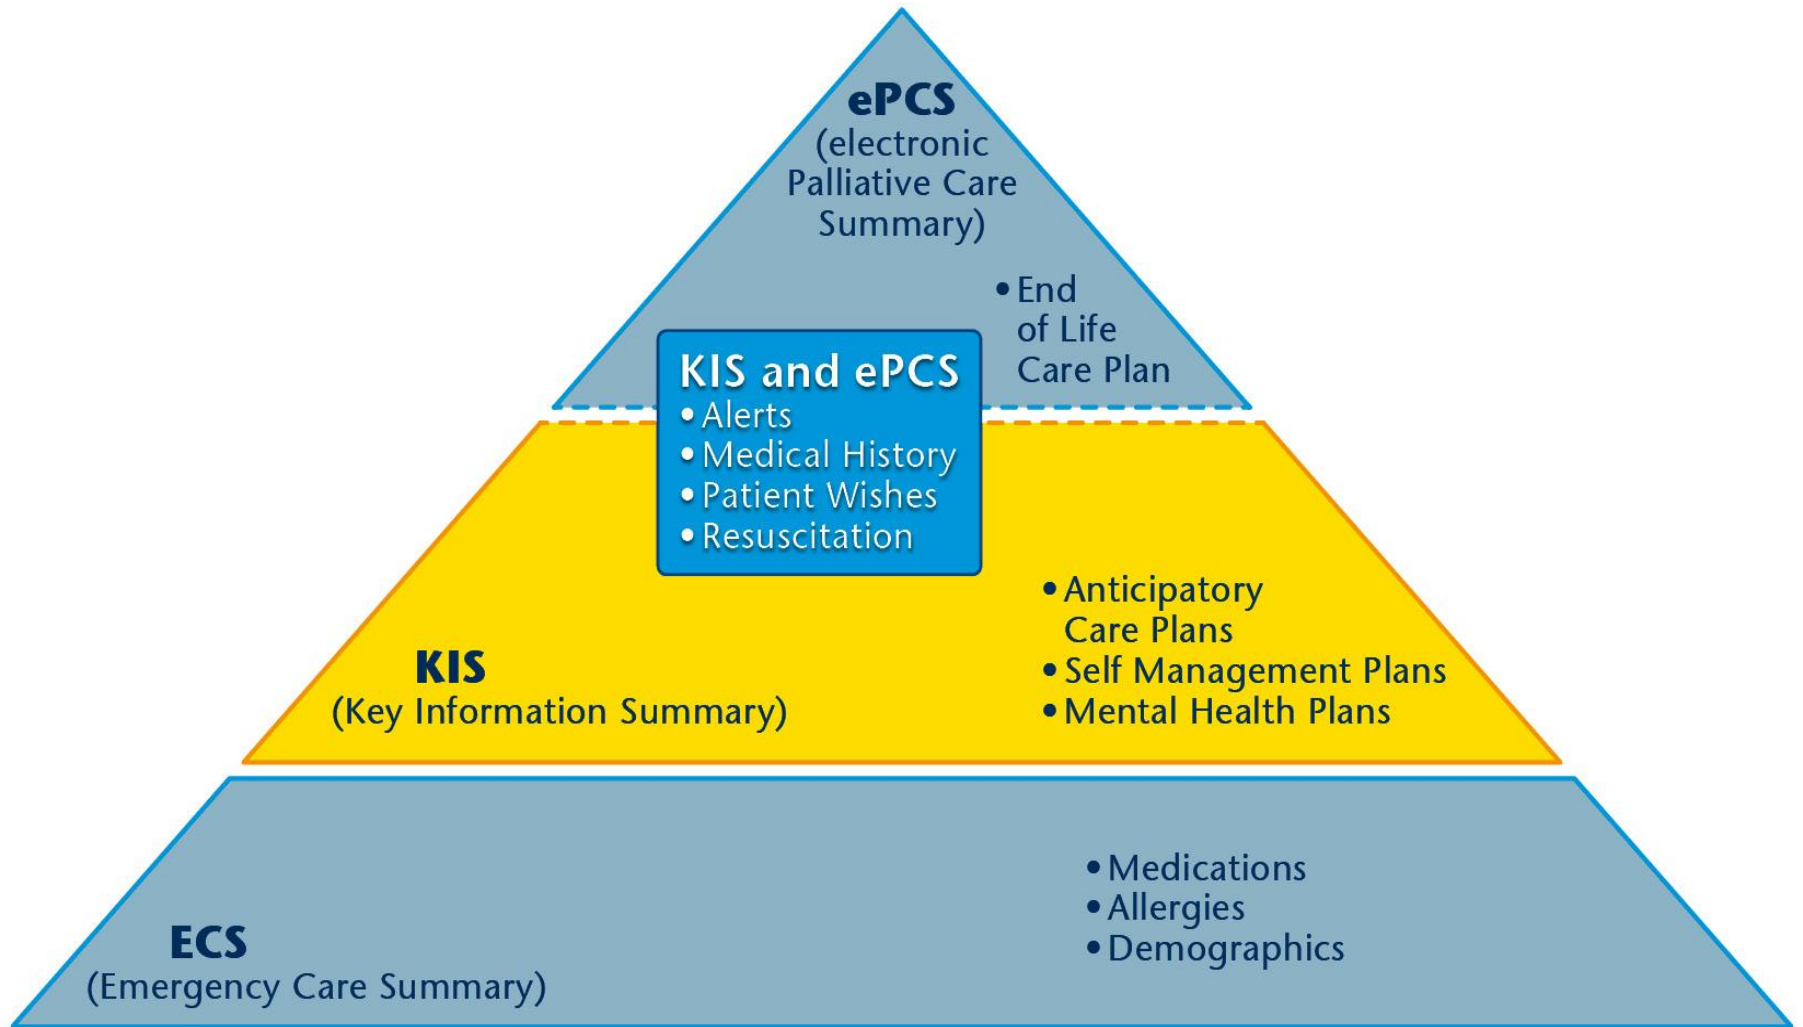 ePCS
(electronic
Palliative Care
Summary)
• End
of Life
Care Plan
KIS and ePCS
• Alerts
• Medical History
• Patient Wishes
• Resuscitation
KIS
(Key Information Summary)
• Anticipatory
Care Plans
• Self Management Plans
• Mental Health Plans
ECS
(Emergency Care Summary)
• Medications
• Allergies
• Demographics